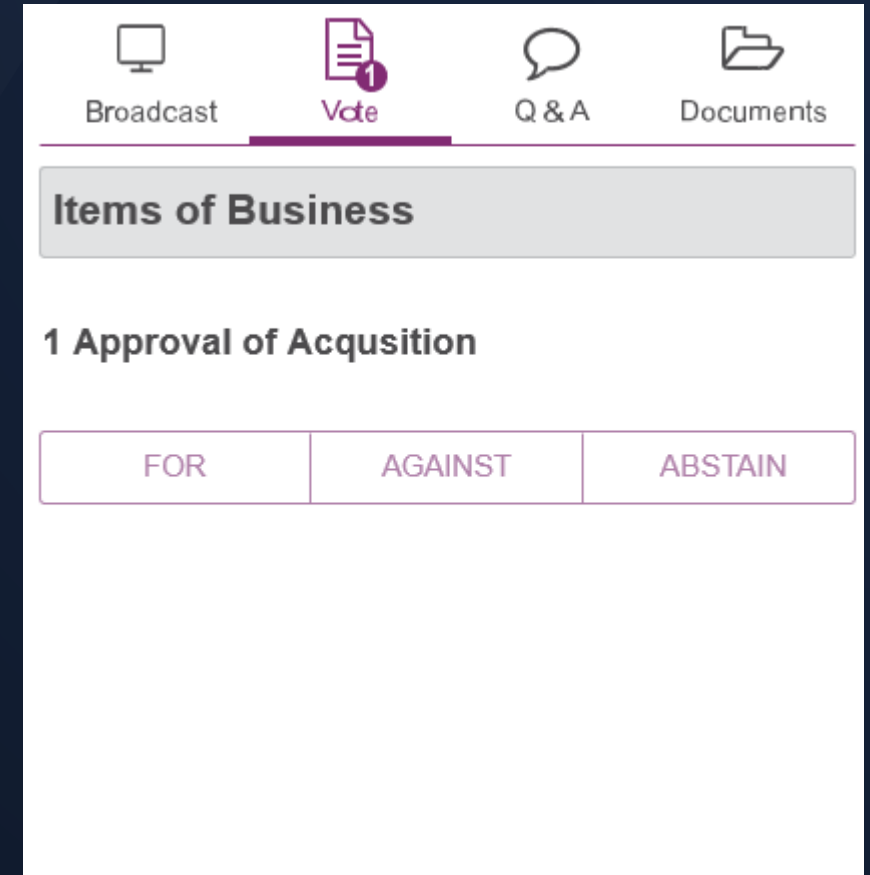 1
Broadcast Vote Q & A Documents
Items of Business
1 Approval of Acqusition
FOR AGAINST ABSTAIN